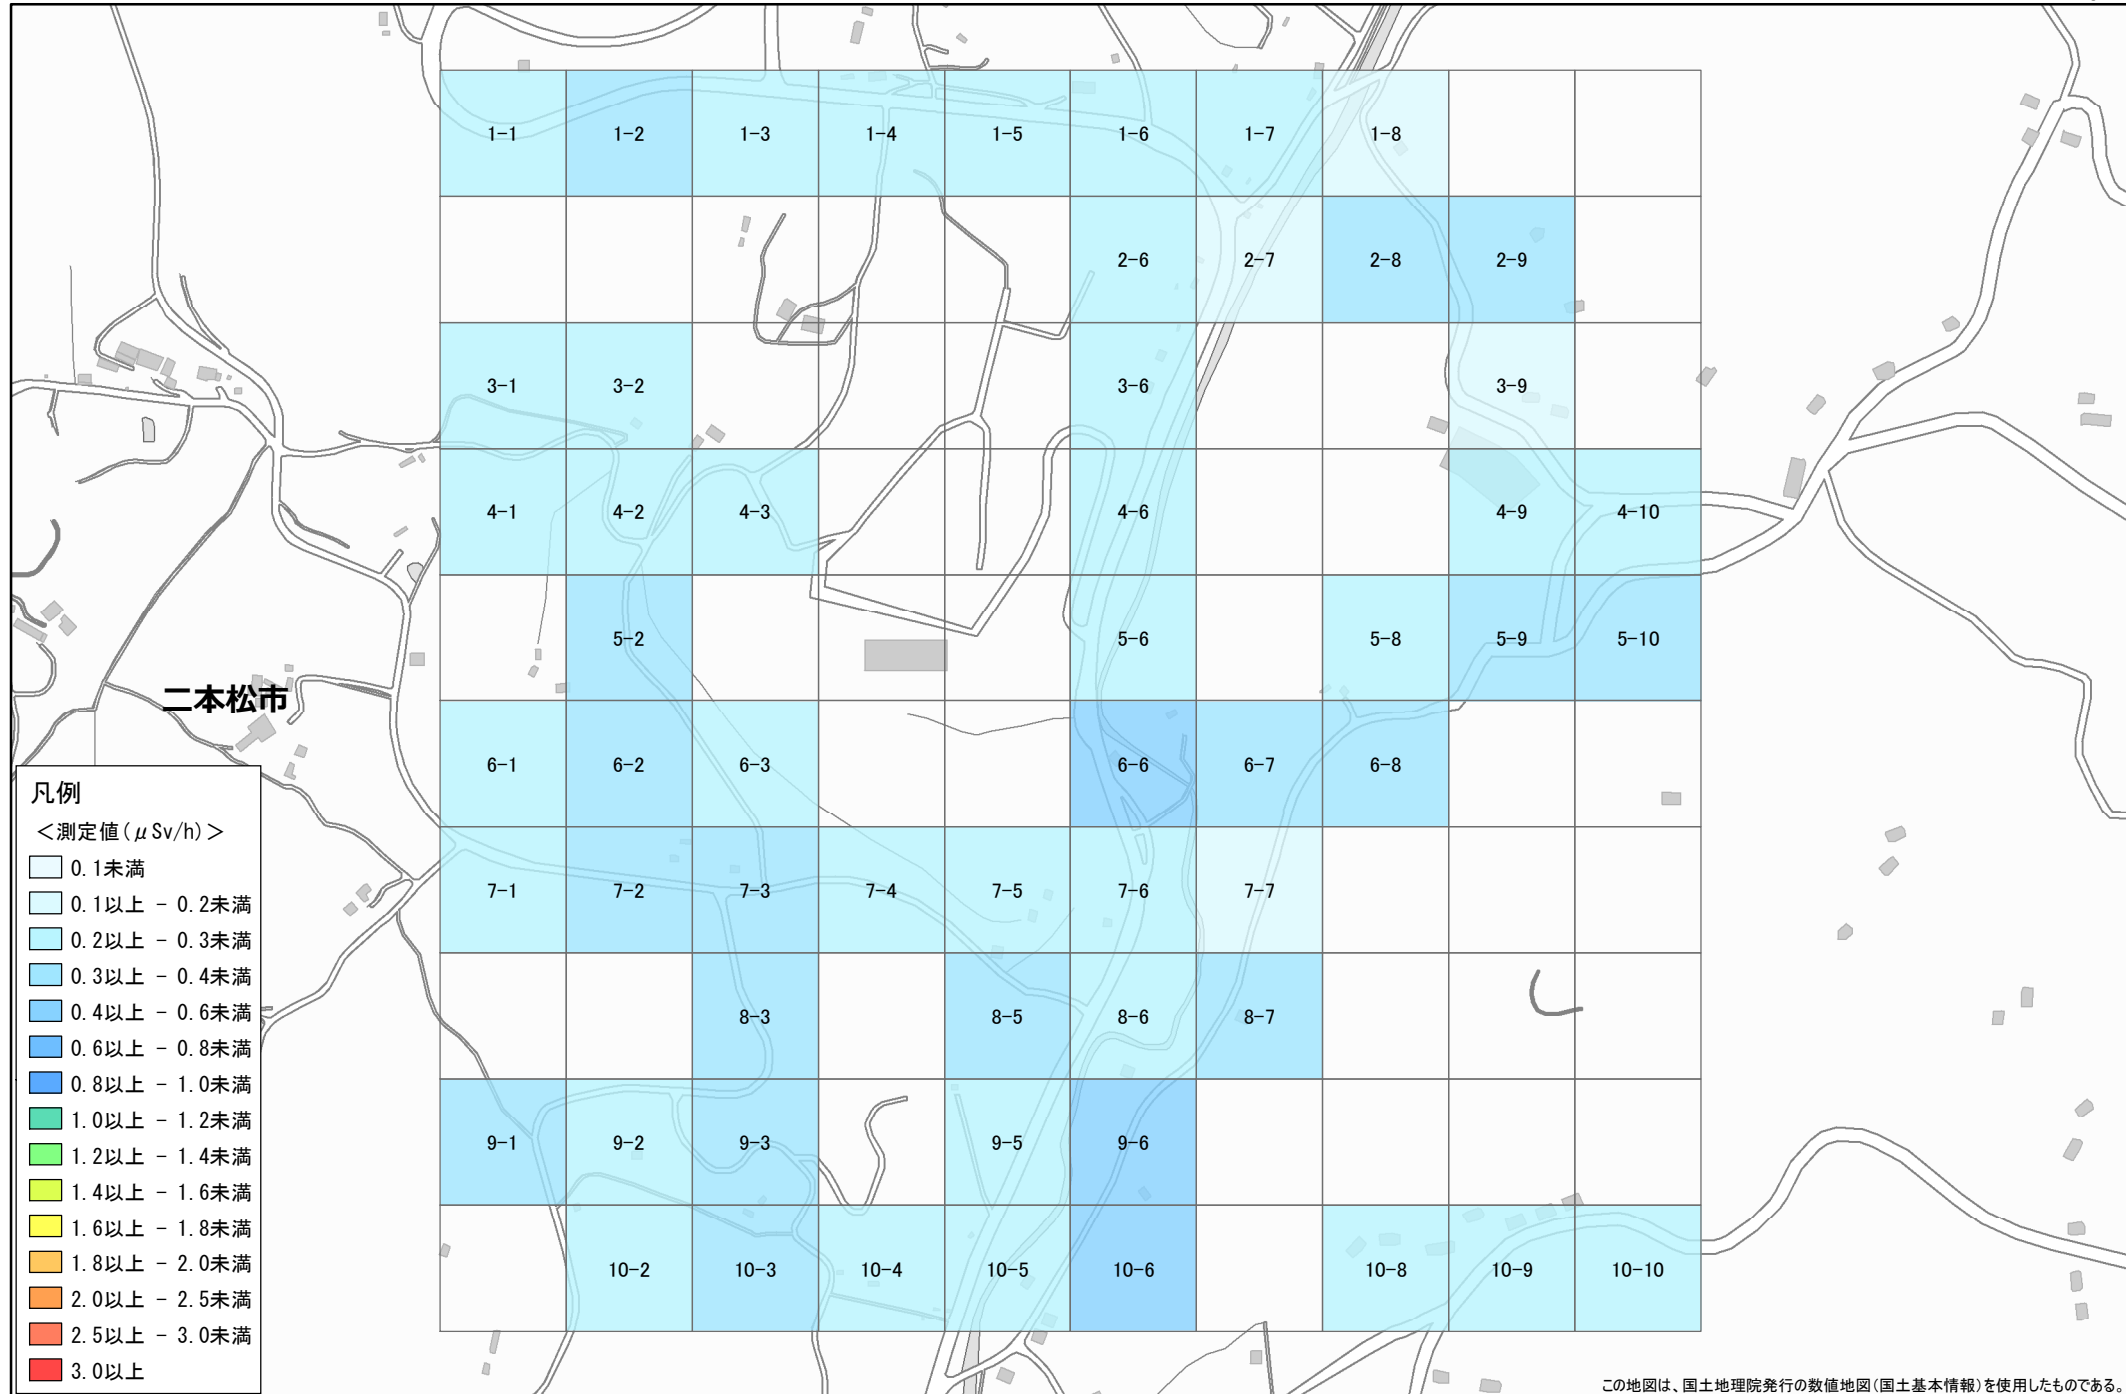 1-1 1-2 1-3 1-4 1-5 1-6 1-7 1-8
2-6 2-7 2-8 2-9
3-1 3-2 3-6 3-9
4-1 4-2 4-3 4-6 4-9 4-10
5-2 5-6 5-8 5-9 5-10
二本松市
6-1 6-2 6-3 6-6 6-7 6-8
7-1 7-2 7-3 7-4 7-5 7-6 7-7
8-3 8-5 8-6 8-7
9-1 9-2 9-3 9-5 9-6
10-2 10-3 10-4 10-5 10-6 10-8 10-9 10-10
凡例
＜測定値(μSv/h)＞
0.1未満
0.1以上 - 0.2未満
0.2以上 - 0.3未満
0.3以上 - 0.4未満
0.4以上 - 0.6未満
0.6以上 - 0.8未満
0.8以上 - 1.0未満
1.0以上 - 1.2未満
1.2以上 - 1.4未満
1.4以上 - 1.6未満
1.6以上 - 1.8未満
1.8以上 - 2.0未満
2.0以上 - 2.5未満
2.5以上 - 3.0未満
3.0以上
この地図は、国土地理院発行の数値地図(国土基本情報)を使用したものである。